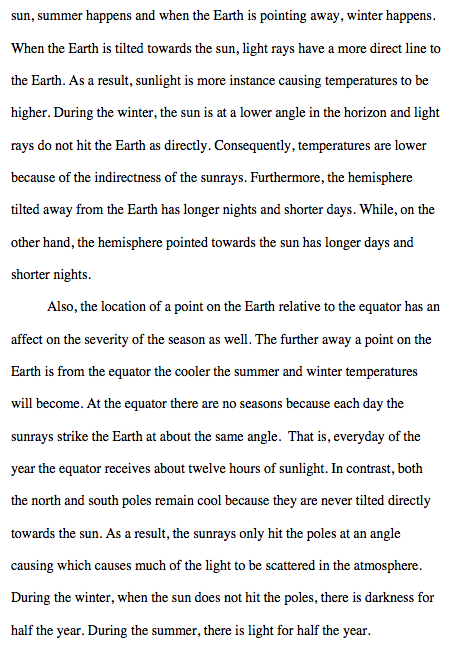 sun, summer happens and when the Earth is pointing away, winter happens.
When the Earth is tilted towards the sun, light rays have a more direct line to
the Earth. As a result, sunlight is more instance causing temperatures to be
higher. During the winter, the sun is at a lower angle in the horizon and light
rays do not hit the Earth as directly. Consequently, temperatures are lower
because of the indirectness of the sunrays. Furthermore, the hemisphere
tilted away from the Earth has longer nights and shorter days. While, on the
other hand, the hemisphere pointed towards the sun has longer days and
shorter nights.
Also, the location of a point on the Earth relative to the equator has an
affect on the severity of the season as well. The further away a point on the
Earth is from the equator the cooler the summer and winter temperatures
will become. At the equator there are no seasons because each day the
sunrays strike the Earth at about the same angle.  That is, everyday of the
year the equator receives about twelve hours of sunlight. In contrast, both
the north and south poles remain cool because they are never tilted directly
towards the sun. As a result, the sunrays only hit the poles at an angle
causing which causes much of the light to be scattered in the atmosphere.
During the winter, when the sun does not hit the poles, there is darkness for
half the year. During the summer, there is light for half the year.